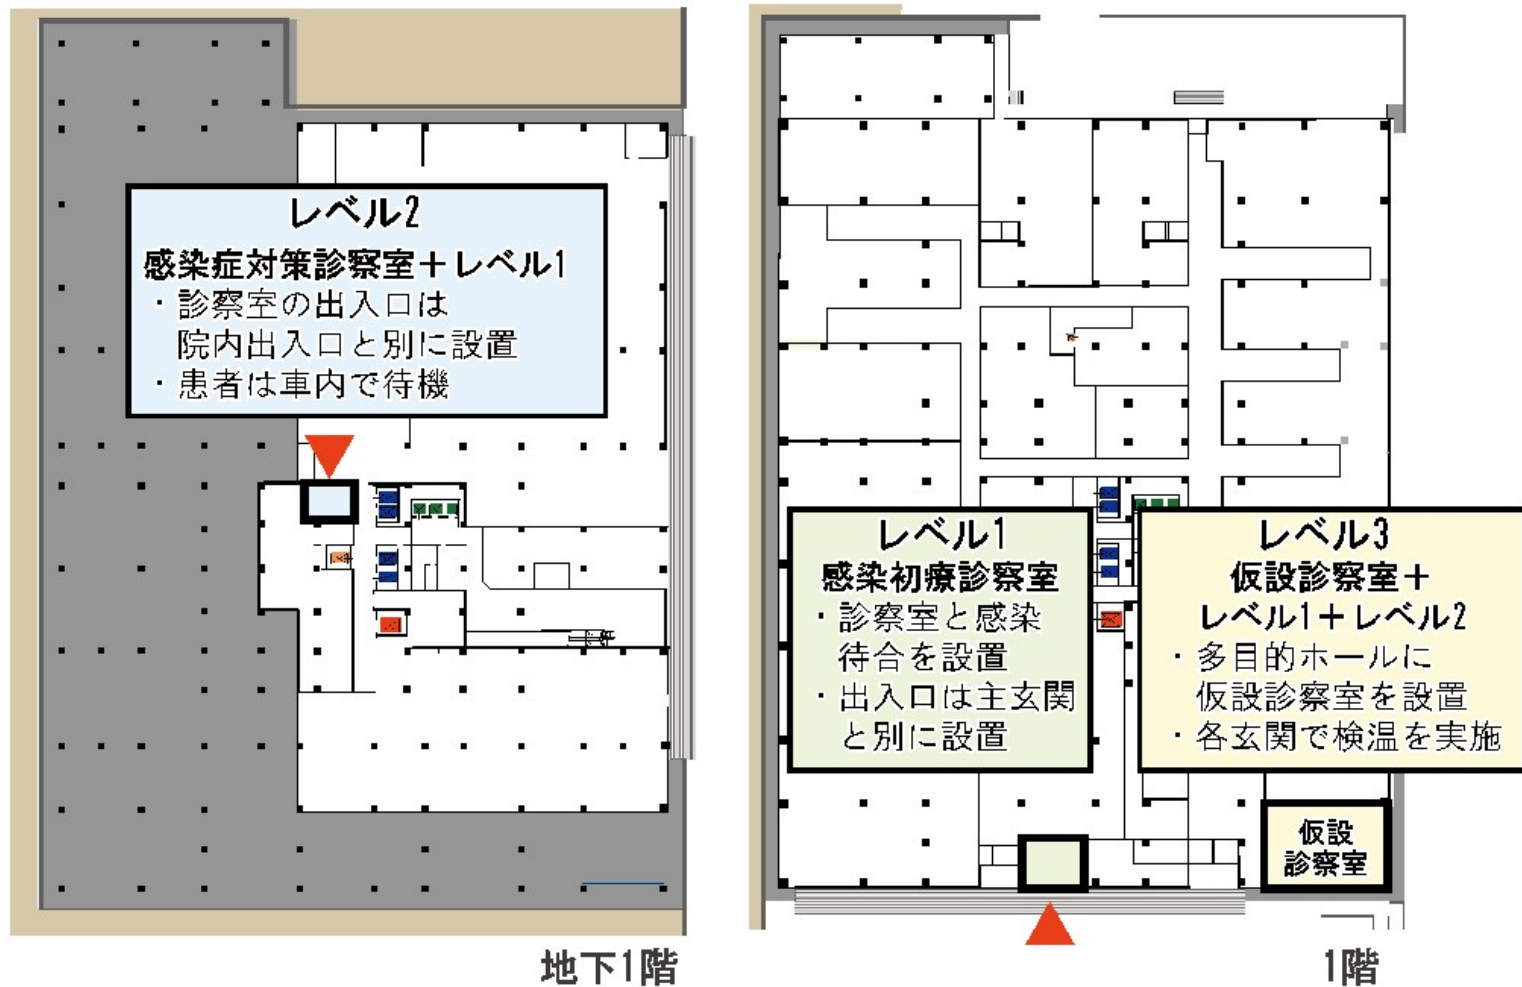 レベル2
感染症対策診察室＋レベル1
・診察室の出入口は
院内出入口と別に設置
・患者は車内で待機
地下1階
レベル1
感染初療診察室
・診察室と感染
待合を設置
・出入口は主玄関
と別に設置
レベル3
仮設診察室＋
レベル1＋レベル2
・多目的ホールに
仮設診察室を設置
・各玄関で検温を実施
仮設
診察室
1階